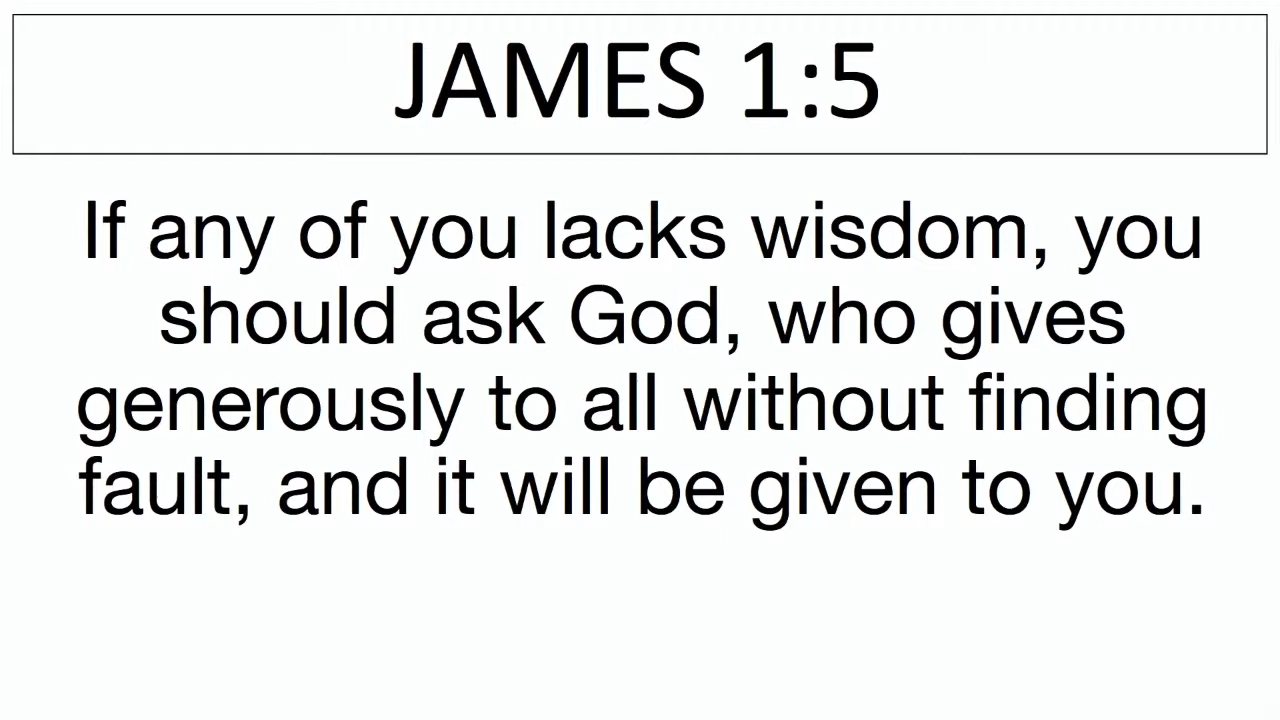 JAMES 1:5
If any of you lacks wisdom, you
should ask God, who gives
generously to all without finding
fault, and it will be given to you.